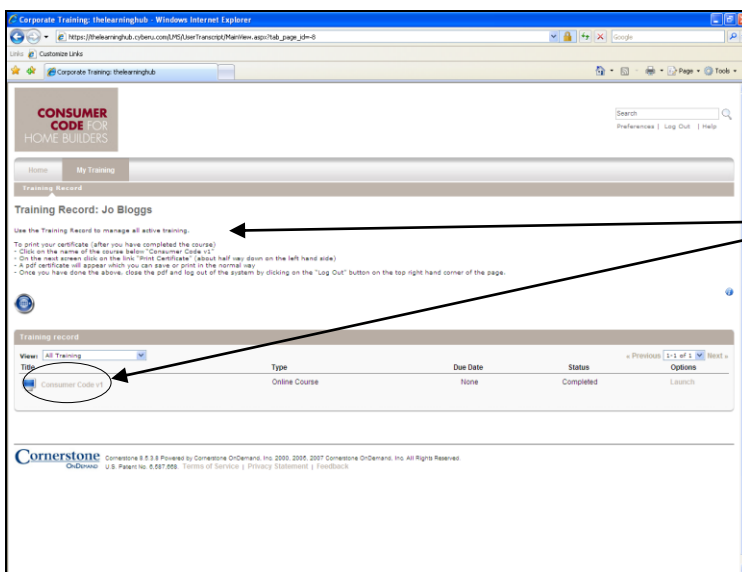 Corporate Training: thelearninghub - Windows Internet Explorer
https://thelearninghub.cyberu.com/LMS/UserTranscript/MainView.aspx?tab_page_id=-8
Google
Links Customize Links
Corporate Training: thelearninghub
Page Tools
CONSUMER
CODE FOR
HOME BUILDERS
Search
Preferences | Log Out | Help
Home My Training
Training Record
Training Record: Jo Bloggs
Use the Training Record to manage all active training.
To print your certificate (after you have completed the course)
- Click on the name of the course below "Consumer Code v1"
- On the next screen click on the link "Print Certificate" (about half way down on the left hand side)
- A pdf certificate will appear which you can save or print in the normal way
- Once you have done the above, close the pdf and log out of the system by clicking on the "Log Out" button on the top right hand corner of the page.
Training record
View: All Training « Previous 1-1 of 1 Next »
Title Type Due Date Status Options
Consumer Code v1 Online Course None Completed Launch
Cornerstone OnDemand
Cornerstone 8.5.3.8 Powered by Cornerstone OnDemand, Inc. 2000, 2005, 2007 Cornerstone OnDemand, Inc. All Rights Reserved.
U.S. Patent No. 6,587,668. Terms of Service | Privacy Statement | Feedback